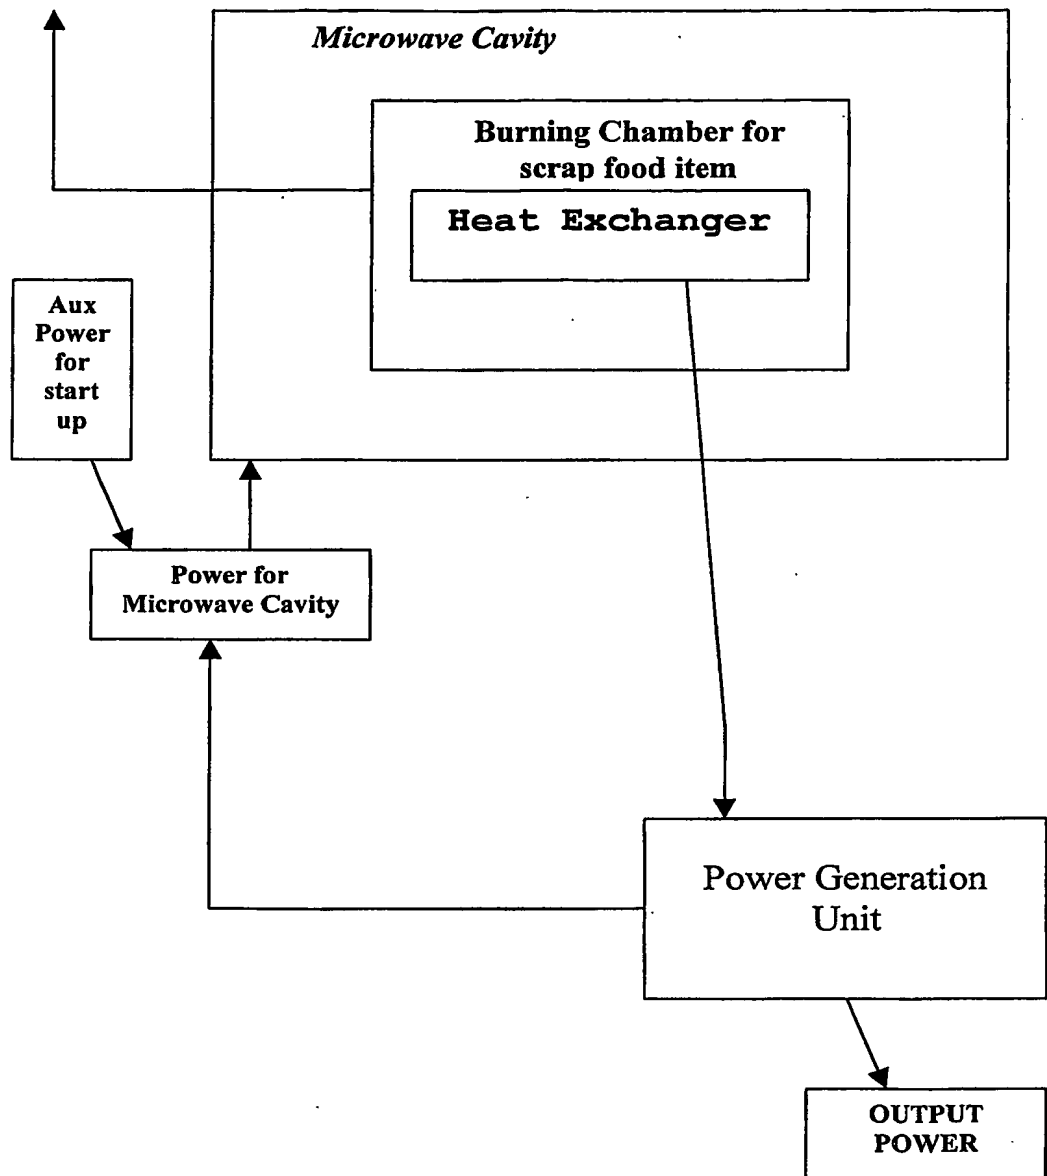 Microwave Cavity
Burning Chamber for
scrap food item
Heat Exchanger
Aux
Power
for
start
up
Power for
Microwave Cavity
Power Generation
Unit
OUTPUT
POWER